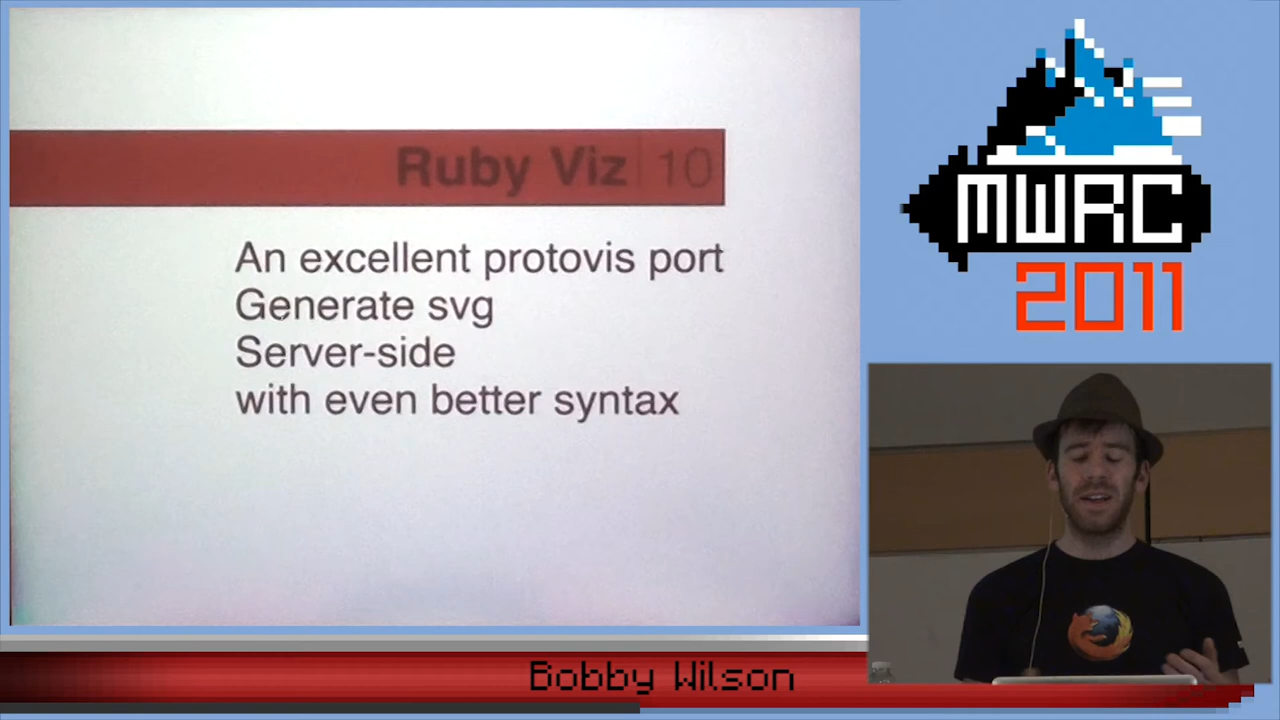 Ruby Viz 10
An excellent protovis port
Generate svg
Server-side
with even better syntax
MWRC
2011
Bobby Wilson